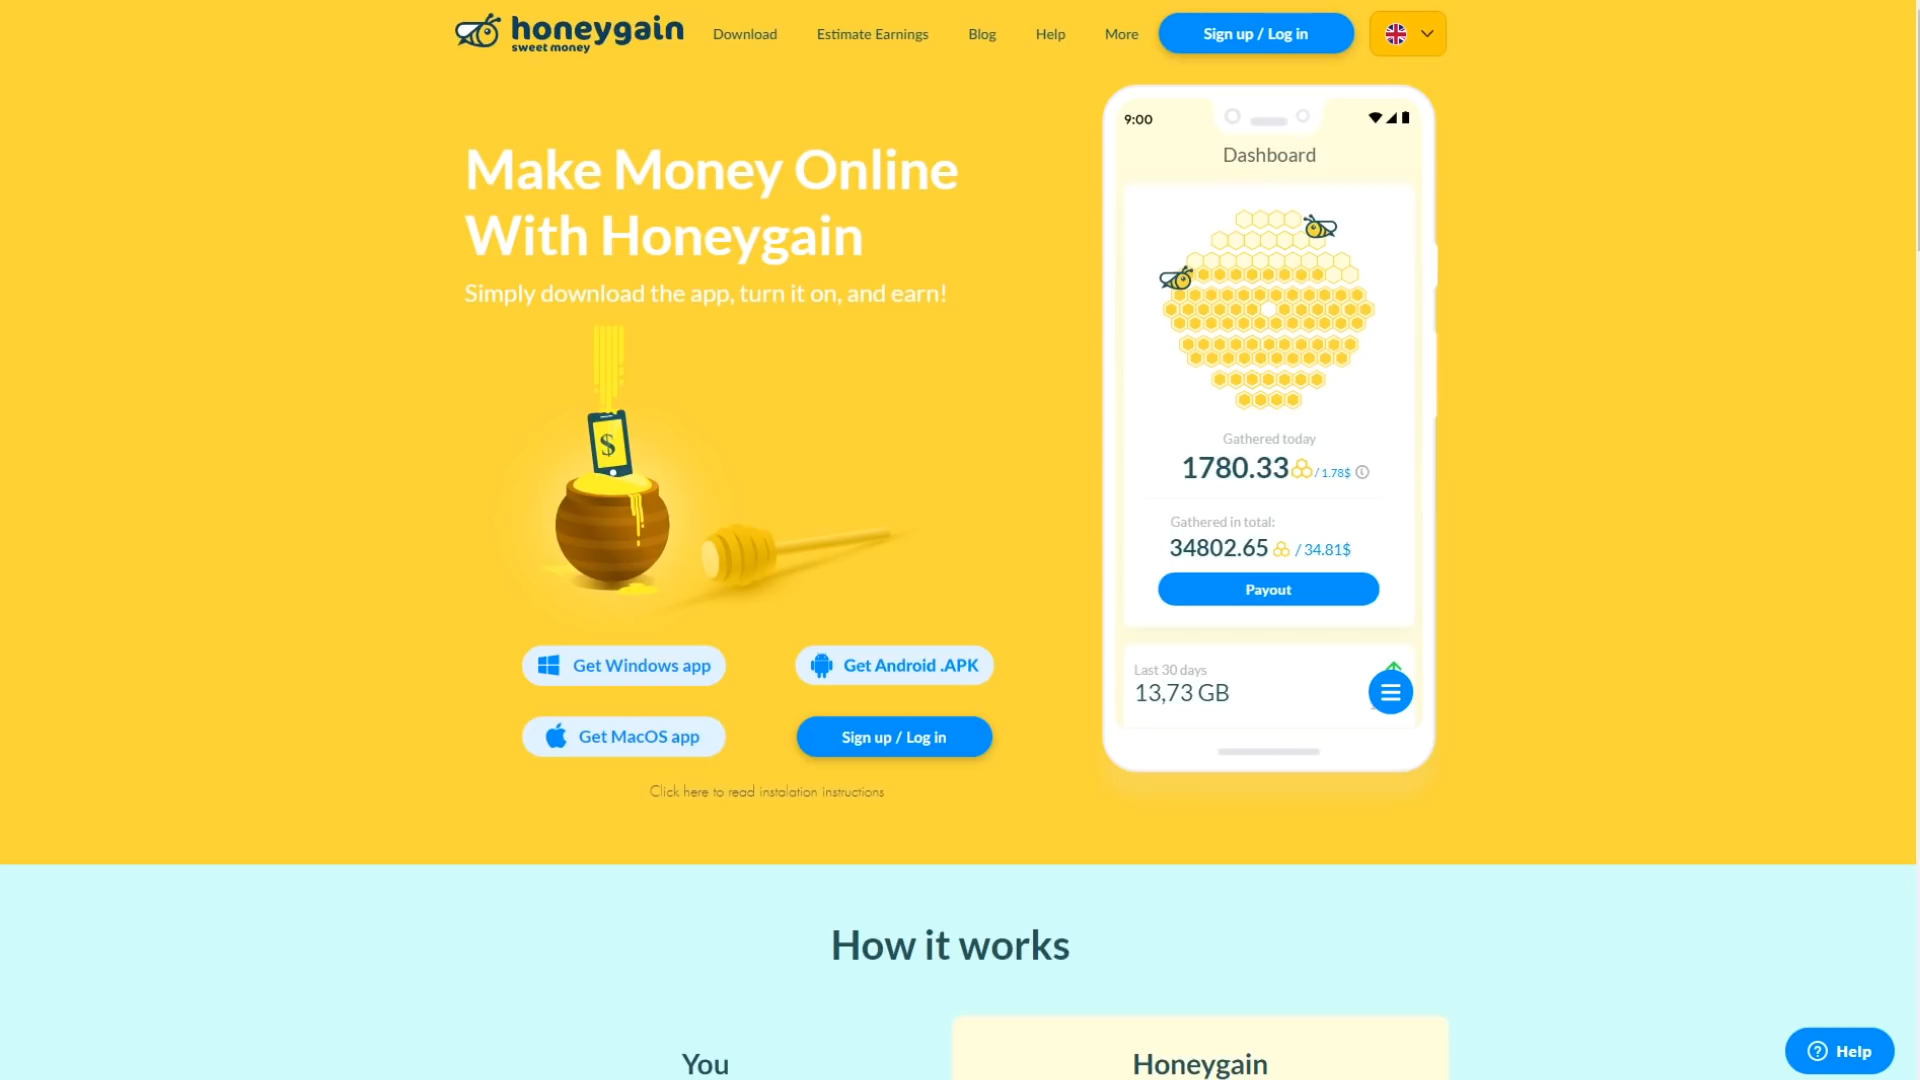 honeygain
sweet money
Download
Estimate Earnings
Blog
Help
More
Sign up / Log in
Make Money Online
With Honeygain
Simply download the app, turn it on, and earn!
$
Get Windows app
Get Android .APK
Get MacOS app
Sign up / Log in
Click here to read instalation instructions
9:00
Dashboard
Gathered today
1780.33 / 1.78$
Gathered in total:
34802.65 / 34.81$
Payout
Last 30 days
13,73 GB
How it works
You
Honeygain
? Help